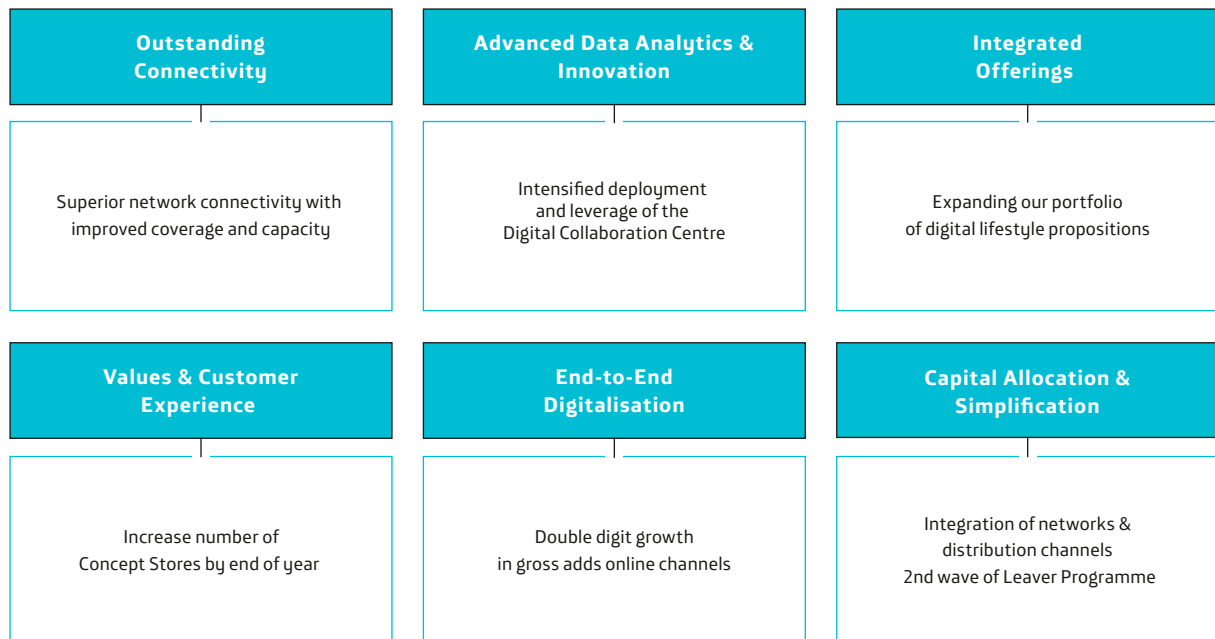 Outstanding
Connectivity
Superior network connectivity with
improved coverage and capacity
Advanced Data Analytics &
Innovation
Intensified deployment
and leverage of the
Digital Collaboration Centre
Integrated
Offerings
Expanding our portfolio
of digital lifestyle propositions
Values & Customer
Experience
Increase number of
Concept Stores by end of year
End-to-End
Digitalisation
Double digit growth
in gross adds online channels
Capital Allocation &
Simplification
Integration of networks &
distribution channels
2nd wave of Leaver Programme